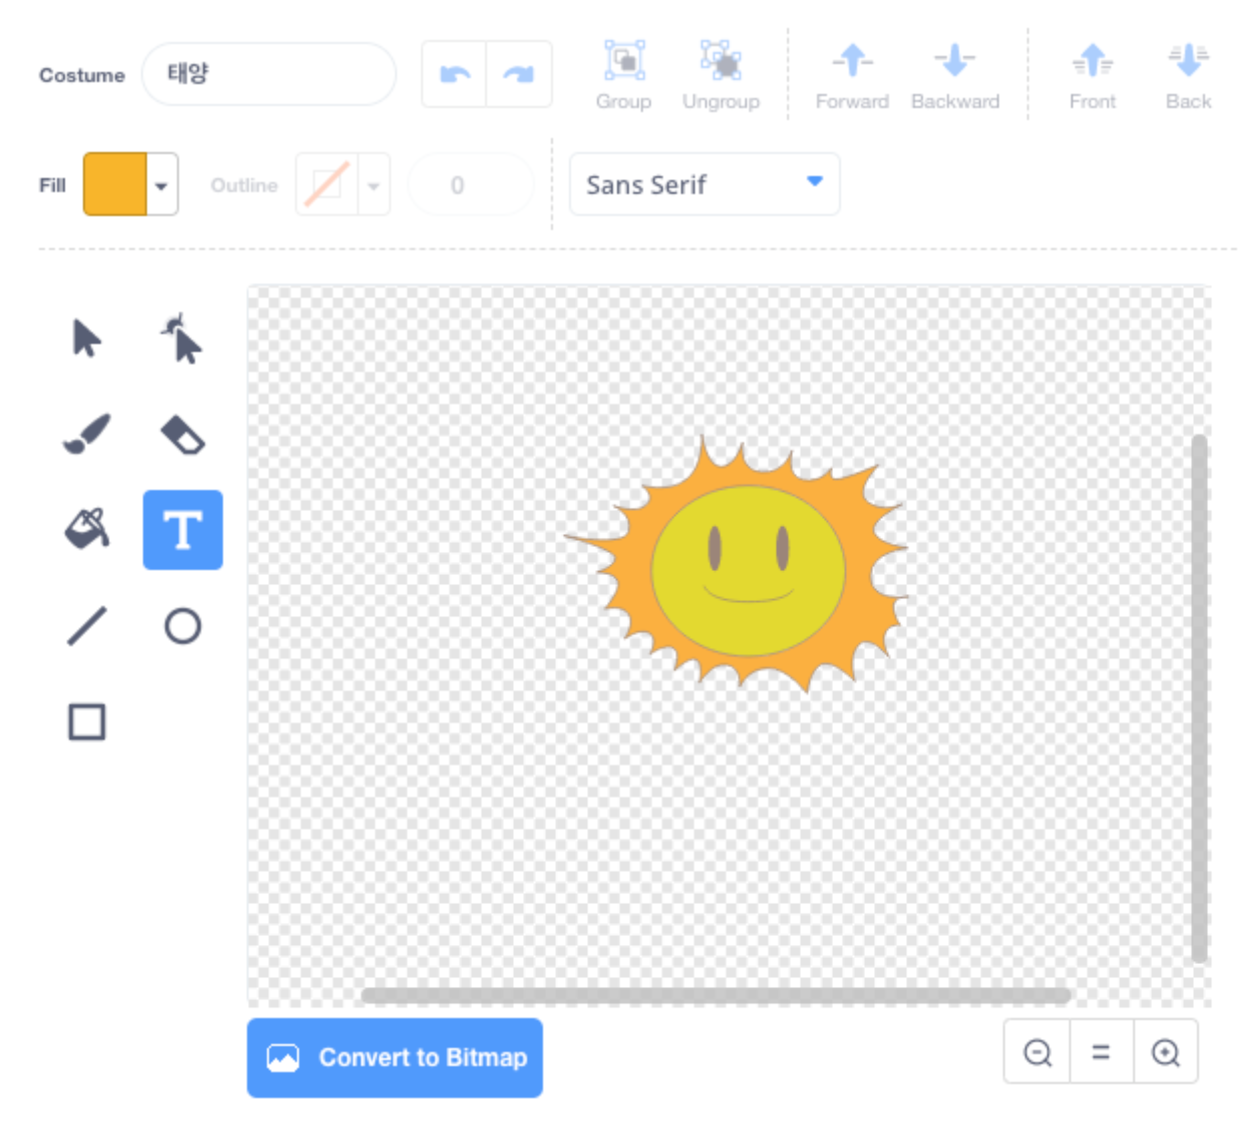 Costume 태양
Group Ungroup Forward Backward Front Back
Fill Outline 0 Sans Serif
T
Convert to Bitmap